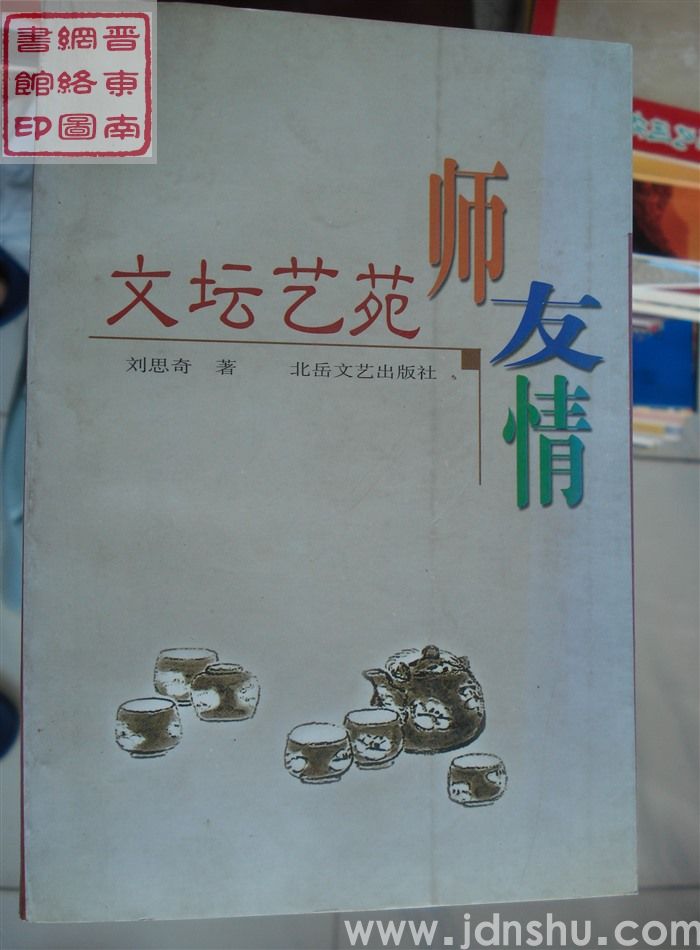 晋東南
網絡圖
書館印
文坛艺苑
师友情
刘思奇 著 北岳文艺出版社
www.jdnshu.com